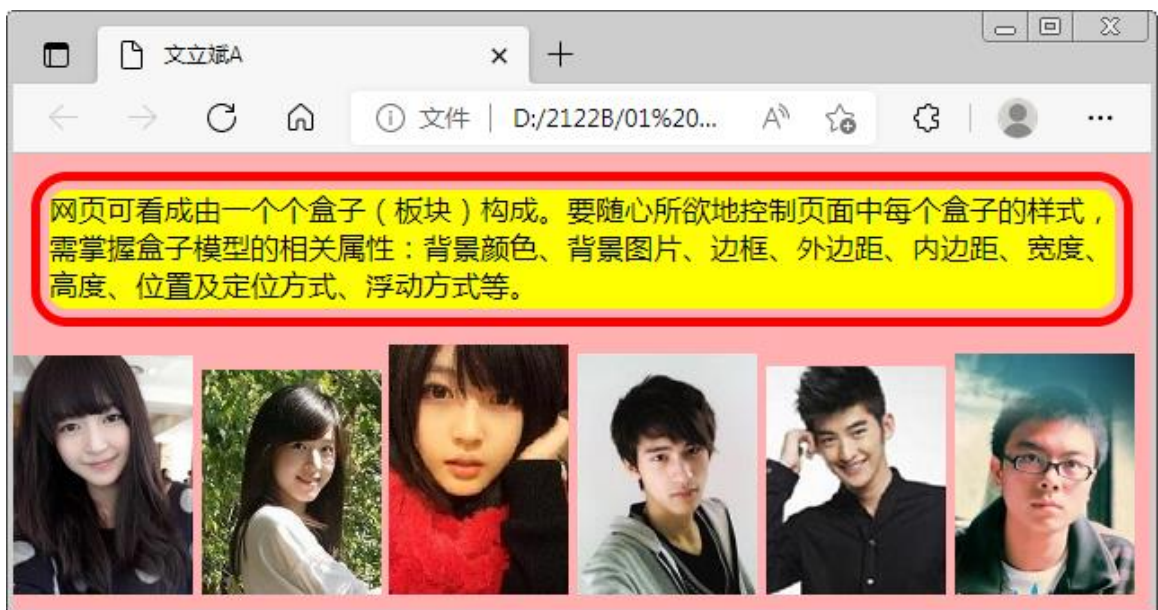 文立斌A
文件 D:/2122B/01%20...
网页可看成由一个个盒子（板块）构成。要随心所欲地控制页面中每个盒子的样式，
需掌握盒子模型的相关属性：背景颜色、背景图片、边框、外边距、内边距、宽度、
高度、位置及定位方式、浮动方式等。